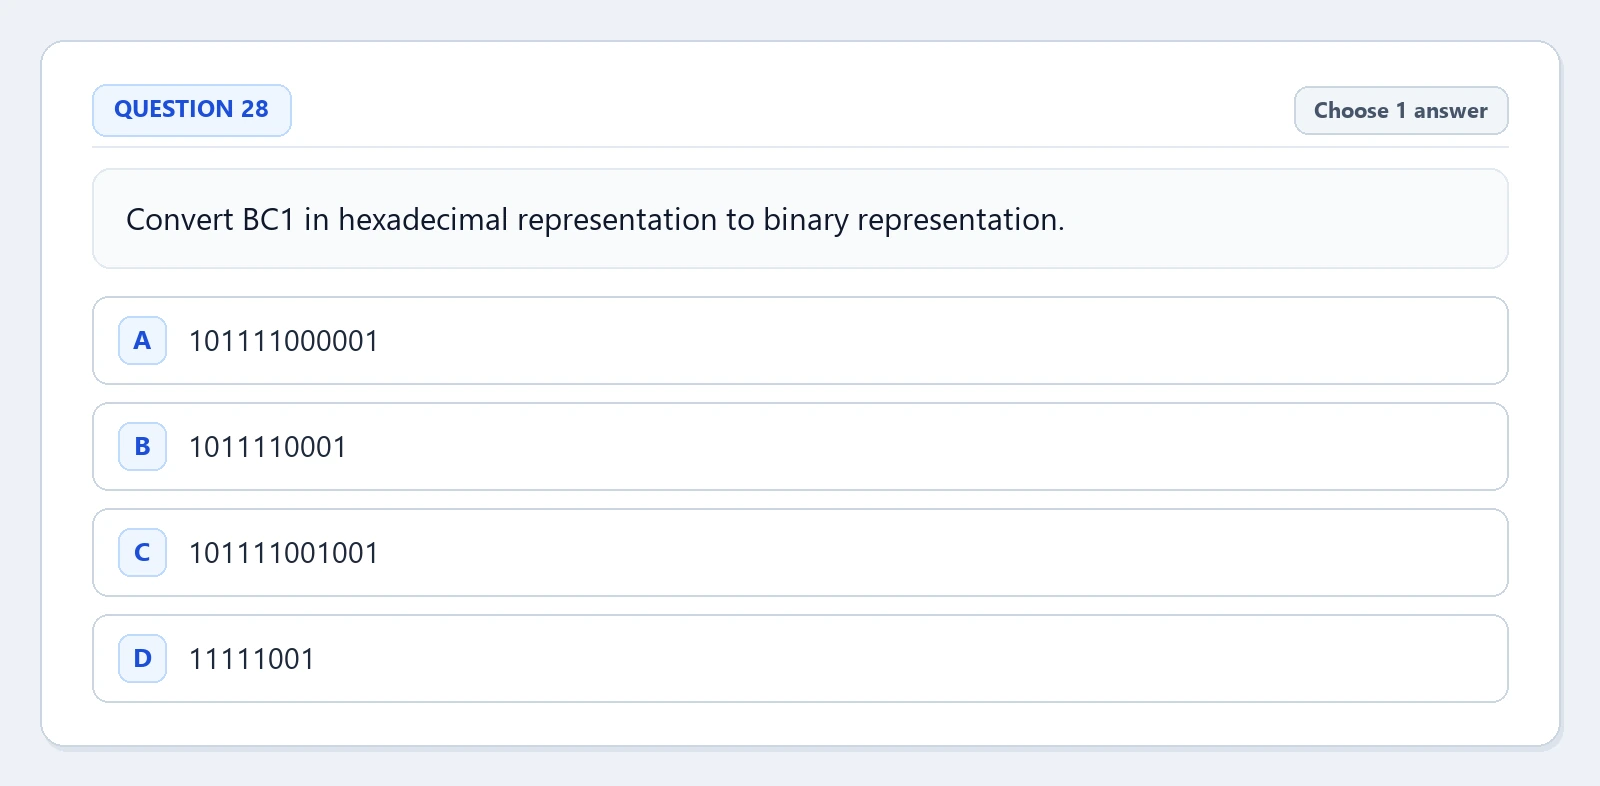 QUESTION 28
Choose 1 answer
Convert BC1 in hexadecimal representation to binary representation.
A 101111000001
B 1011110001
C 101111001001
D 11111001